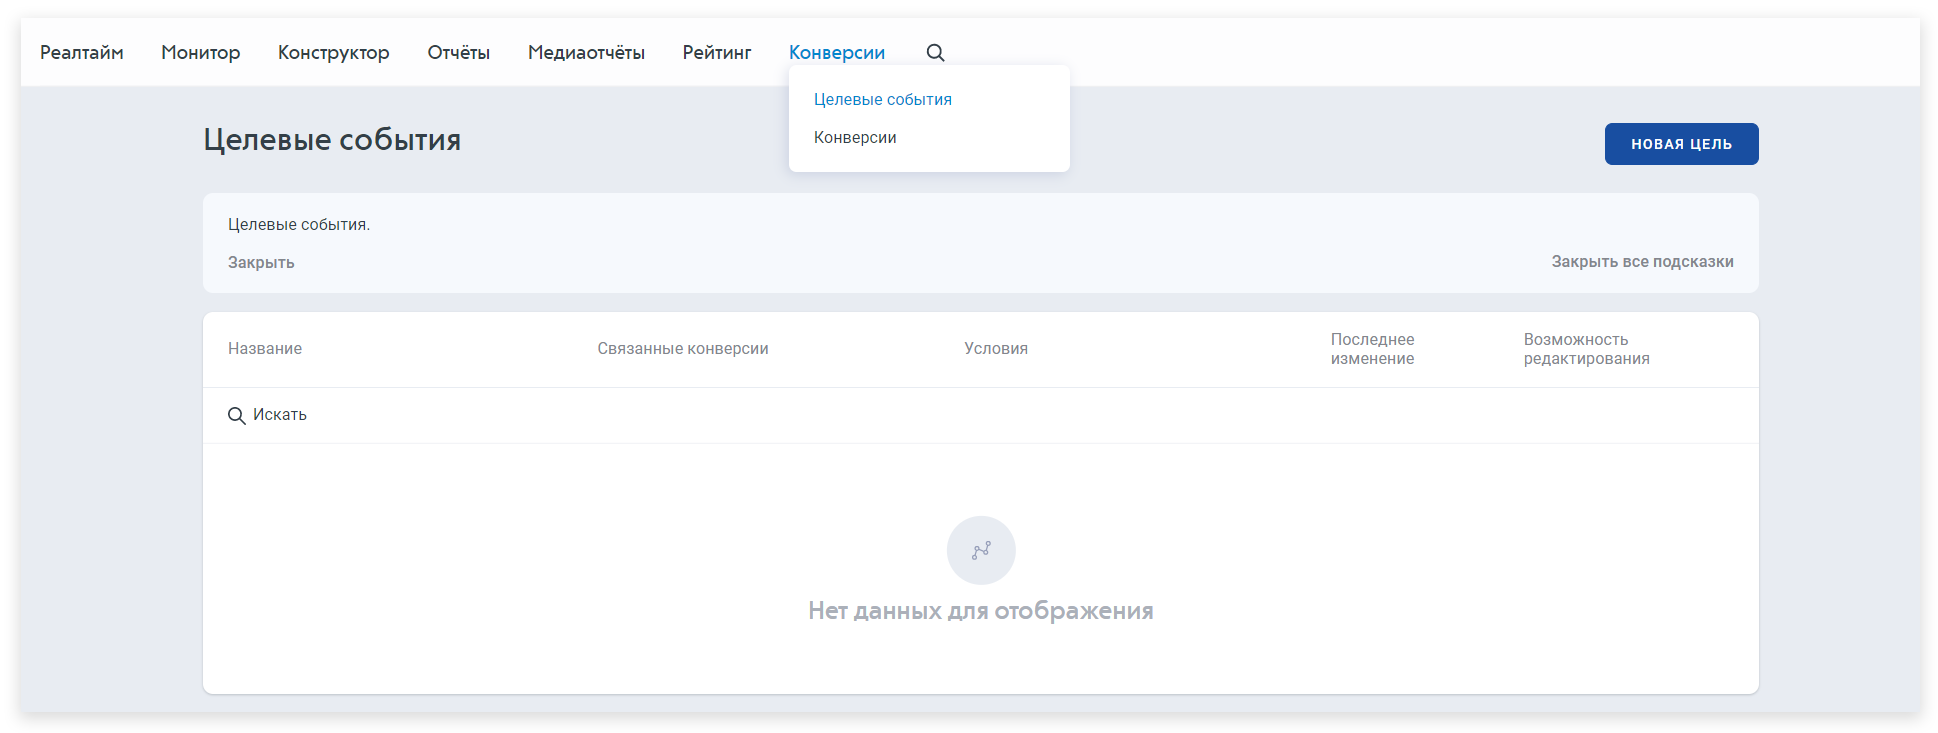 Реалтайм Монитор Конструктор Отчёты Медиаотчёты Рейтинг Конверсии
Целевые события
Конверсии
Целевые события
НОВАЯ ЦЕЛЬ
Целевые события.
Закрыть
Закрыть все подсказки
Название
Связанные конверсии
Условия
Последнее
изменение
Возможность
редактирования
Искать
Нет данных для отображения